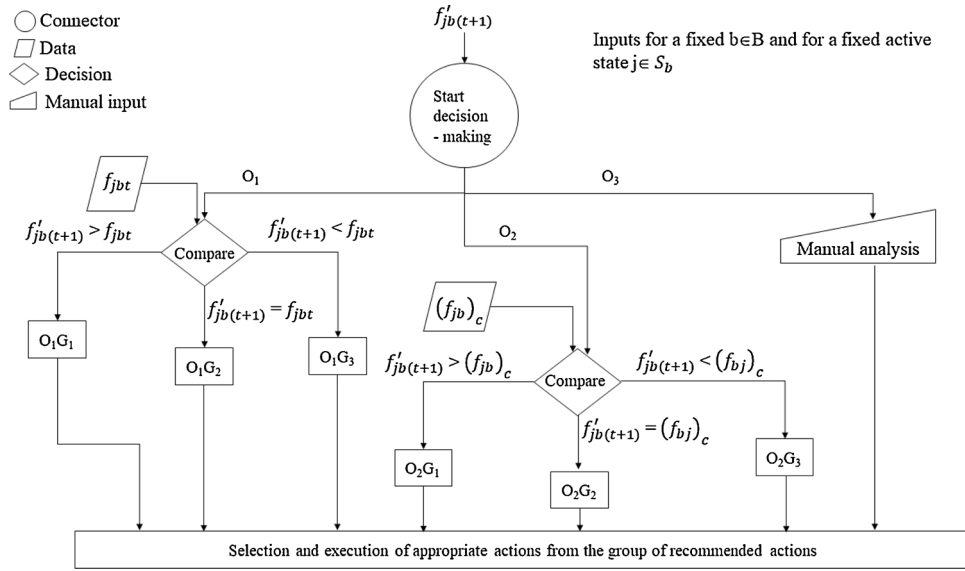 Connector
Data
Decision
Manual input
f′jb(t+1)
Inputs for a fixed b∈B and for a fixed active
state j∈ Sb
Start
decision
- making
O₁
O₃
O₂
fjbt
f′jb(t+1) > fjbt
f′jb(t+1) < fjbt
Compare
f′jb(t+1) = fjbt
Manual analysis
O₁G₁
O₁G₂
O₁G₃
(fjb)c
f′jb(t+1) > (fjb)c
f′jb(t+1) < (fbj)c
Compare
f′jb(t+1) = (fbj)c
O₂G₁
O₂G₂
O₂G₃
Selection and execution of appropriate actions from the group of recommended actions